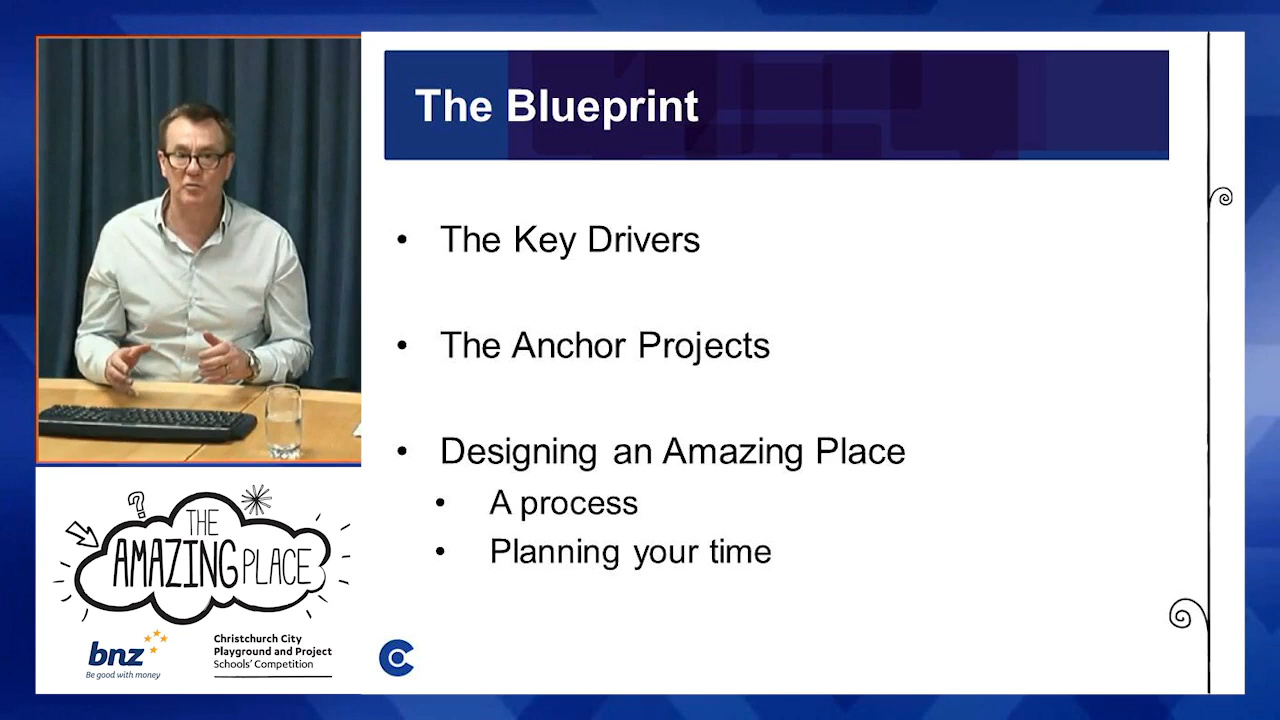 The Blueprint
• The Key Drivers
• The Anchor Projects
• Designing an Amazing Place
• A process
• Planning your time
?
THE
AMAZING PLACE
bnz
Be good with money
Christchurch City
Playground and Project
Schools' Competition